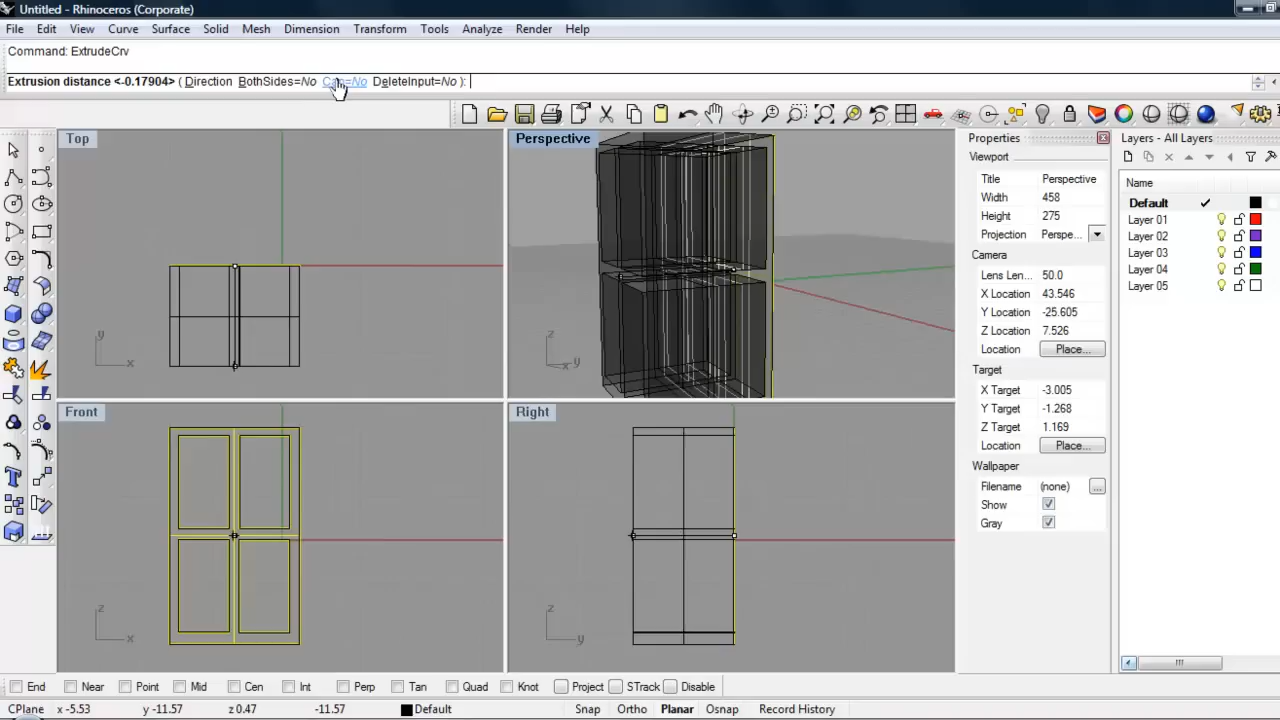 Untitled - Rhinoceros (Corporate)
File Edit View Curve Surface Solid Mesh Dimension Transform Tools Analyze Render Help
Command: ExtrudeCrv
Extrusion distance <-0.17904> ( Direction BothSides=No Cap=No DeleteInput=No ):
Top
Perspective
Front
Right
y
x
z
y
x
z
x
z
y
Properties
Viewport
Title Perspective
Width 458
Height 275
Projection Perspe...
Camera
Lens Len... 50.0
X Location 43.546
Y Location -25.605
Z Location 7.526
Location Place...
Target
X Target -3.005
Y Target -1.268
Z Target 1.169
Location Place...
Wallpaper
Filename (none) ...
Show
Gray
Layers - All Layers
Name
Default
Layer 01
Layer 02
Layer 03
Layer 04
Layer 05
End Near Point Mid Cen Int Perp Tan Quad Knot Project STrack Disable
CPlane x -5.53 y -11.57 z 0.47 -11.57 Default Snap Ortho Planar Osnap Record History